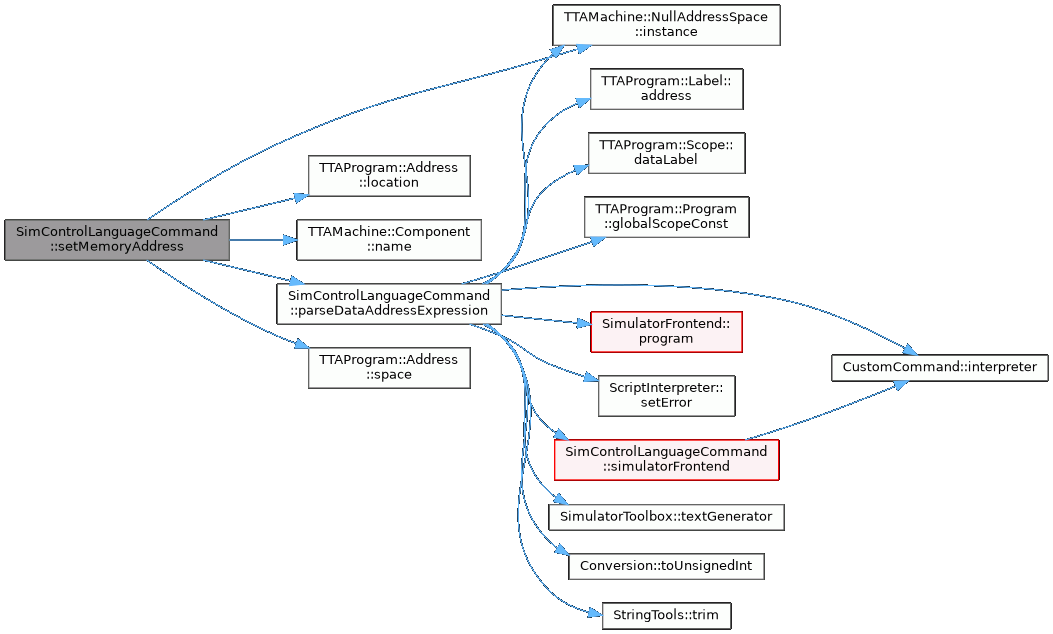 TTAMachine::NullAddressSpace
::instance
TTAProgram::Label::
address
TTAProgram::Scope::
dataLabel
TTAProgram::Address
::location
TTAProgram::Program
::globalScopeConst
SimControlLanguageCommand
::setMemoryAddress
TTAMachine::Component
::name
SimControlLanguageCommand
::parseDataAddressExpression
SimulatorFrontend::
program
TTAProgram::Address
::space
CustomCommand::interpreter
ScriptInterpreter::
setError
SimControlLanguageCommand
::simulatorFrontend
SimulatorToolbox::textGenerator
Conversion::toUnsignedInt
StringTools::trim